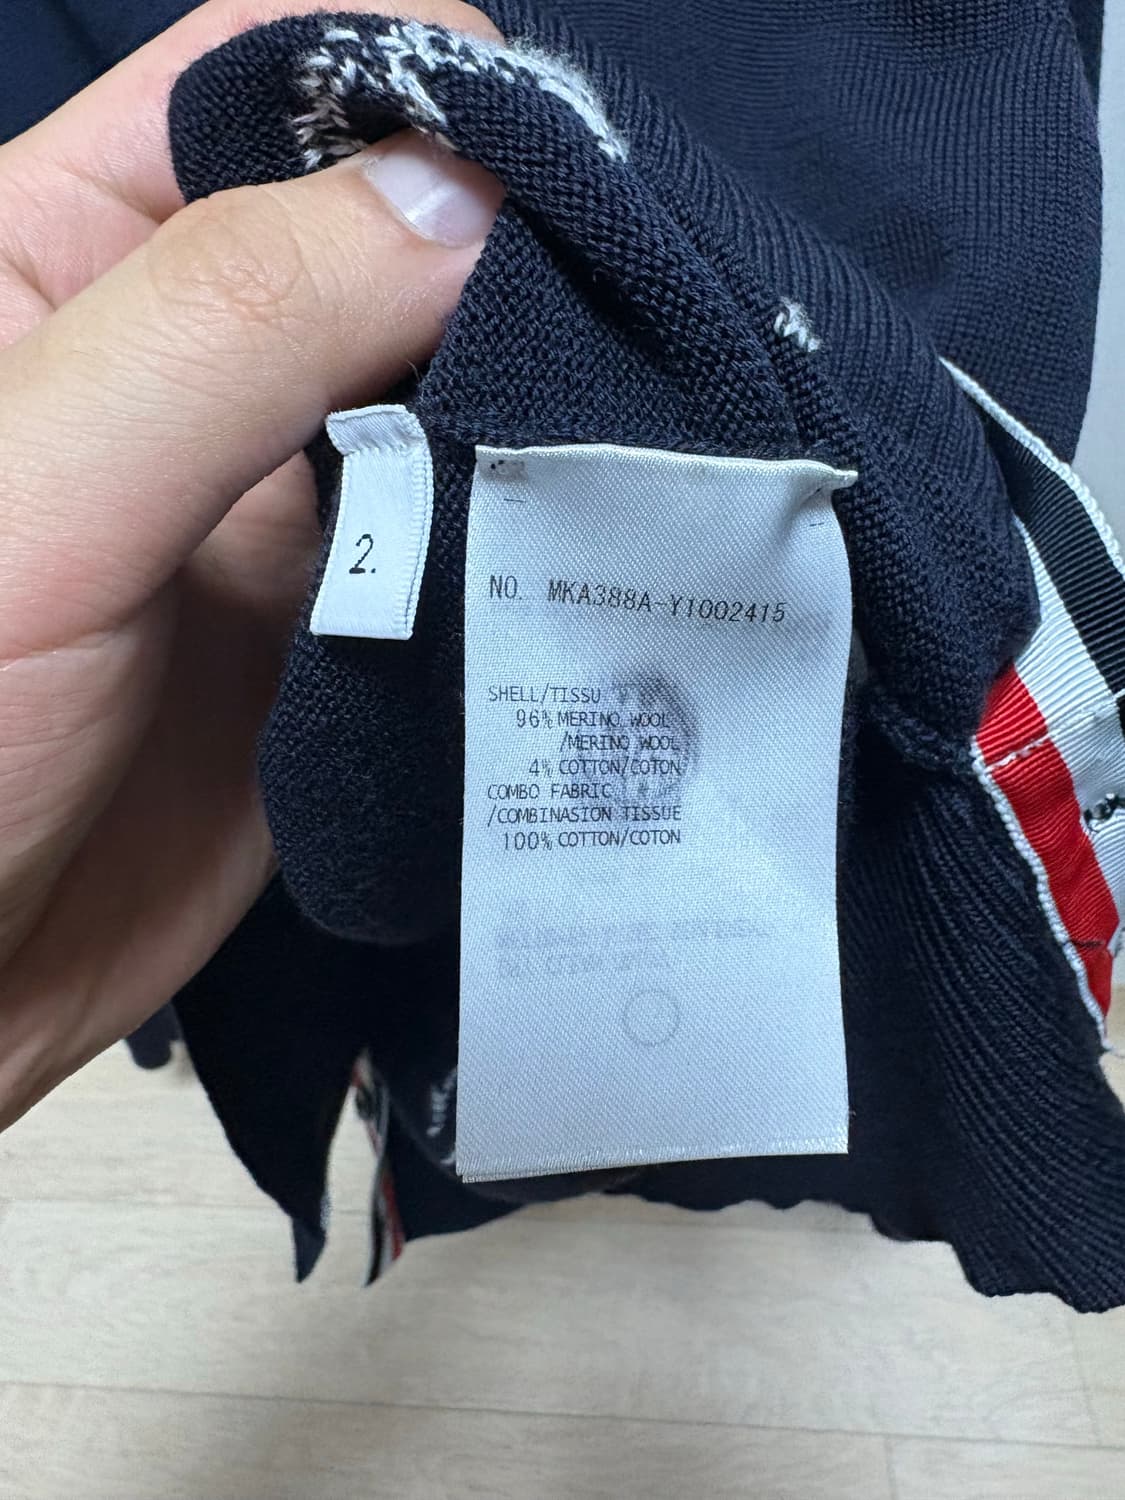 2.
NO. MKA388A-Y1002415
SHELL/TISSU
96% MERINO WOOL
/MERINO WOOL
4% COTTON/COTON
COMBO FABRIC
/COMBINASION TISSUE
100% COTTON/COTON